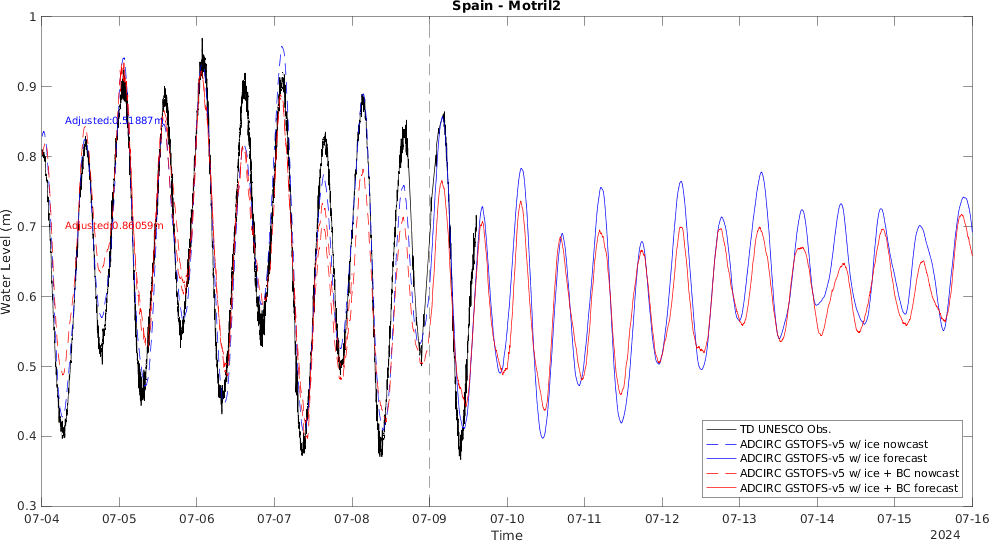 Spain - Motril2
1
0.9
0.8
0.7
0.6
0.5
0.4
0.3
Water Level (m)
Adjusted:0.51887m
Adjusted:0.86059m
TD UNESCO Obs.
ADCIRC GSTOFS-v5 w/ ice nowcast
ADCIRC GSTOFS-v5 w/ ice forecast
ADCIRC GSTOFS-v5 w/ ice + BC nowcast
ADCIRC GSTOFS-v5 w/ ice + BC forecast
07-04 07-05 07-06 07-07 07-08 07-09 07-10 07-11 07-12 07-13 07-14 07-15 07-16
Time
2024